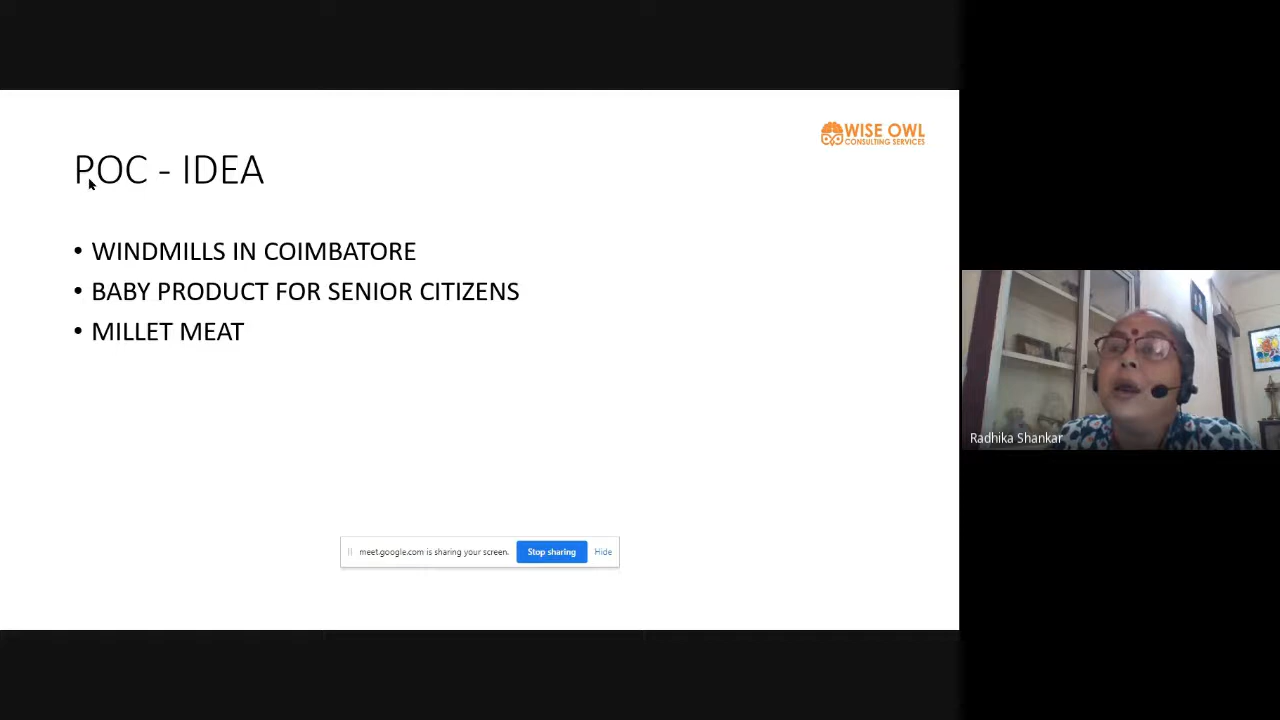 WISE OWL
CONSULTING SERVICES
POC - IDEA
• WINDMILLS IN COIMBATORE
• BABY PRODUCT FOR SENIOR CITIZENS
• MILLET MEAT
Radhika Shankar
meet.google.com is sharing your screen. Stop sharing Hide